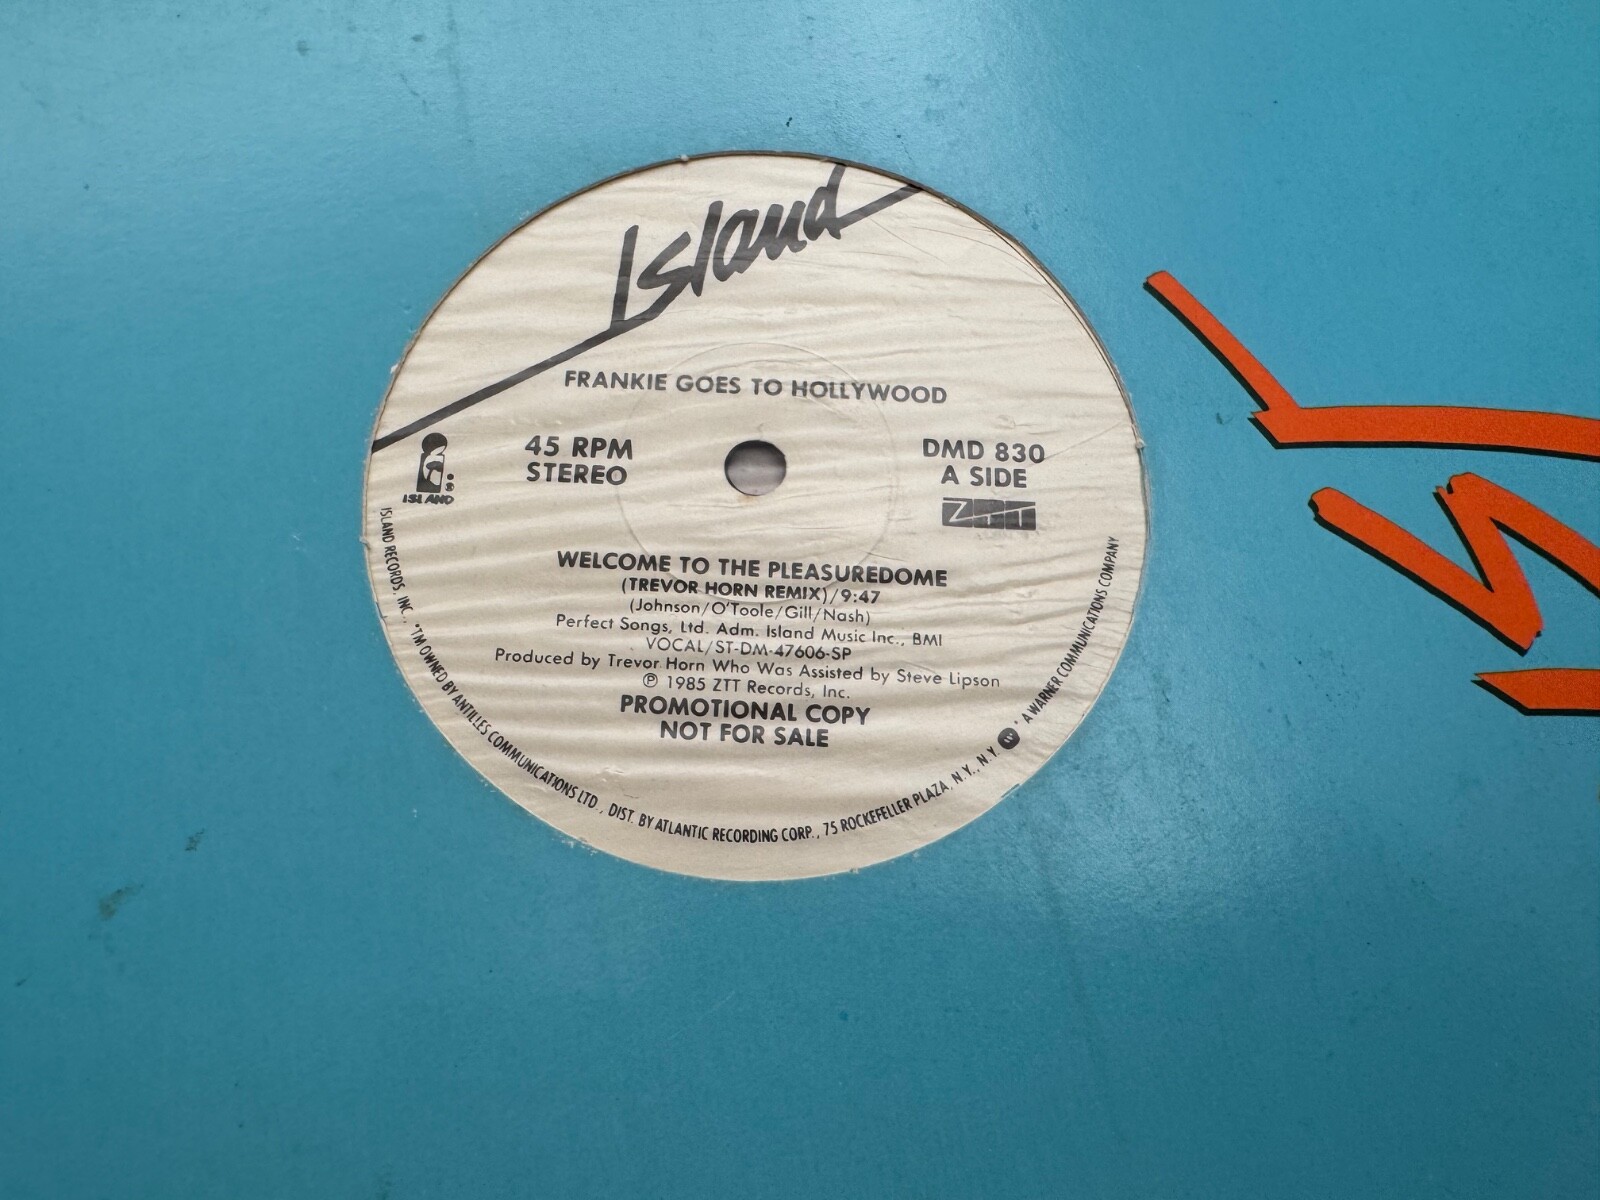 Island
FRANKIE GOES TO HOLLYWOOD
ISLAND
45 RPM
STEREO
DMD 830
A SIDE
ZTT
WELCOME TO THE PLEASUREDOME
(TREVOR HORN REMIX)/9:47
(Johnson/O'Toole/Gill/Nash)
Perfect Songs, Ltd. Adm. Island Music Inc., BMI
VOCAL/ST-DM-47606-SP
Produced by Trevor Horn Who Was Assisted by Steve Lipson
℗ 1985 ZTT Records, Inc.
PROMOTIONAL COPY
NOT FOR SALE
ISLAND RECORDS, INC., *TM OWNED BY ANTILLES COMMUNICATIONS LTD., DIST. BY ATLANTIC RECORDING CORP., 75 ROCKEFELLER PLAZA, N.Y., N.Y. * A WARNER COMMUNICATIONS COMPANY